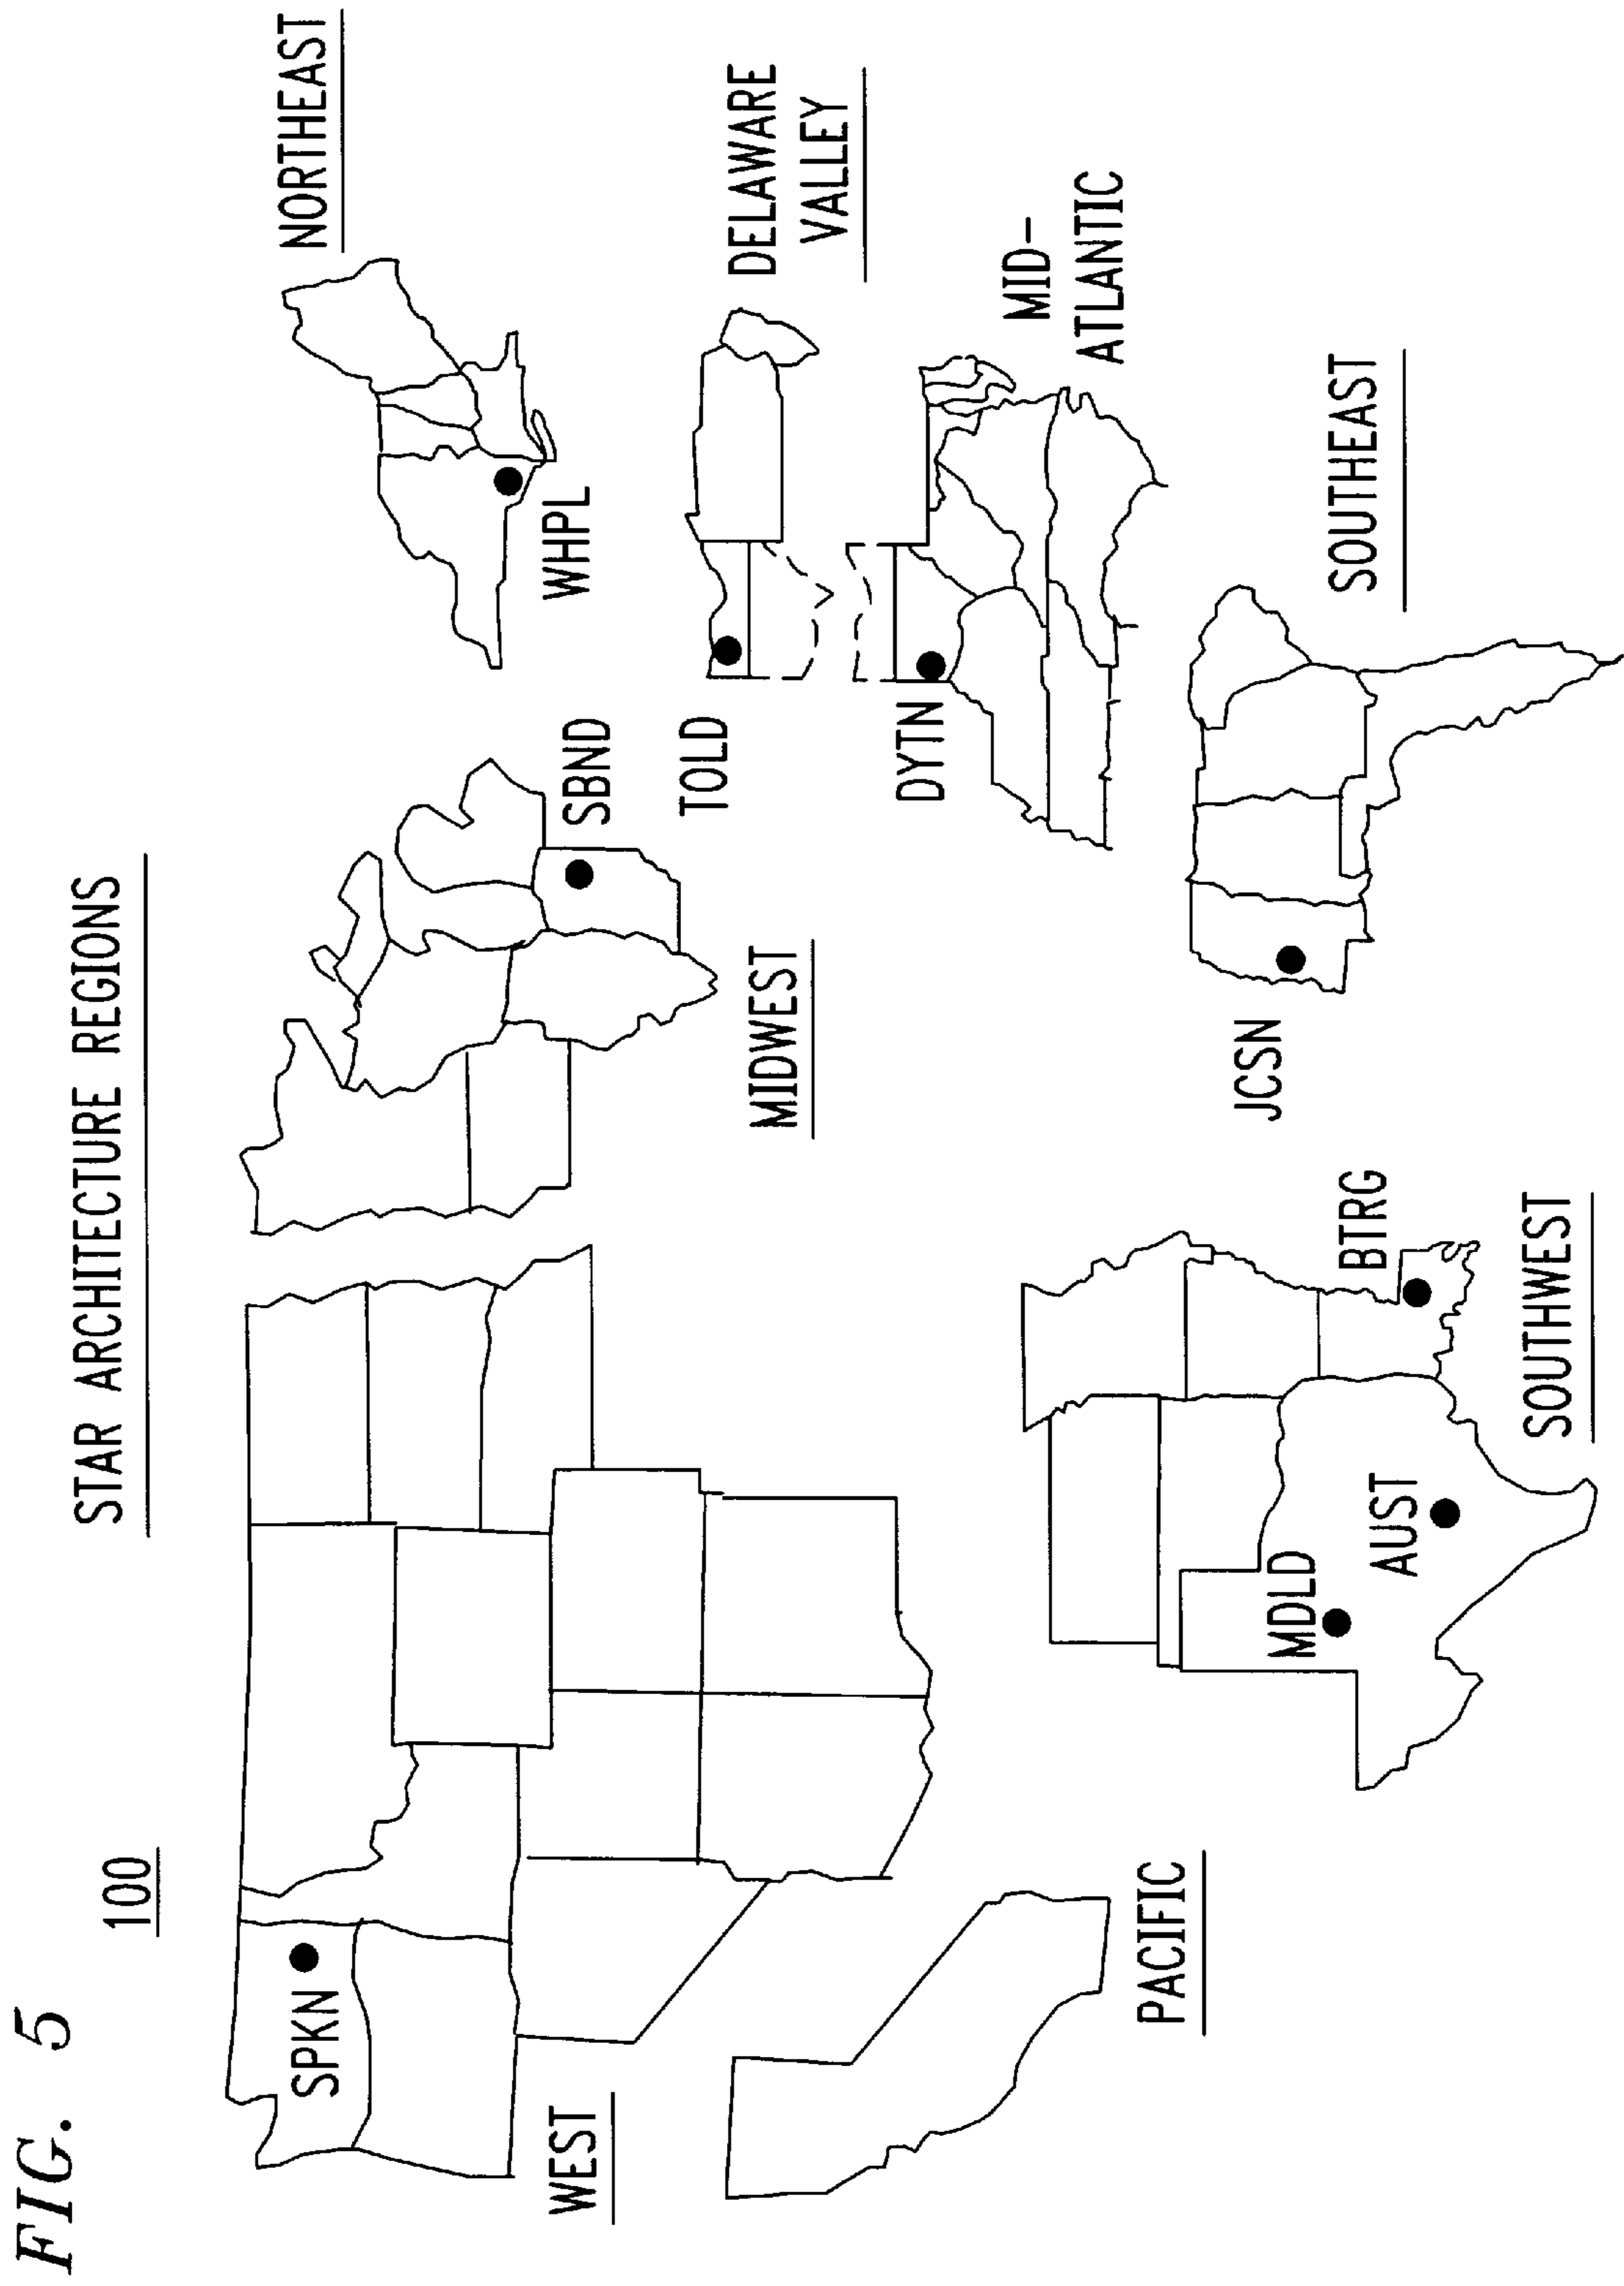 FIG. 5
100
STAR ARCHITECTURE REGIONS
SPKN
WEST
PACIFIC
SBND
MIDWEST
NORTHEAST
WHPL
DELAWARE
VALLEY
TOLD
MID-
ATLANTIC
DYTN
SOUTHEAST
JCSN
BTRG
MDLD
AUST
SOUTHWEST